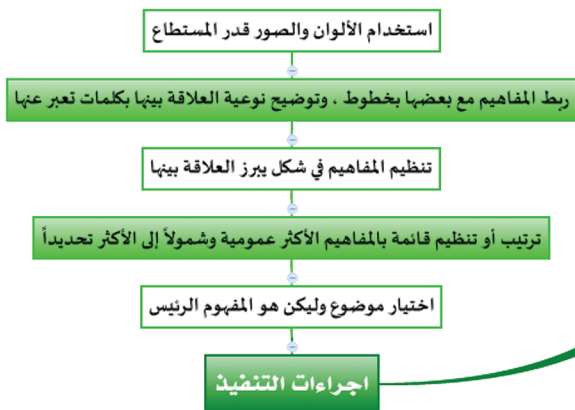 استخدام الألوان والصور قدر المستطاع
ربط المفاهيم مع بعضها بخطوط ، وتوضيح نوعية العلاقة بينها بكلمات تعبر عنها
تنظيم المفاهيم في شكل يبرز العلاقة بينها
ترتيب أو تنظيم قائمة بالمفاهيم الأكثر عمومية وشمولاً إلى الأكثر تحديداً
اختيار موضوع وليكن هو المفهوم الرئيس
اجراءات التنفيذ